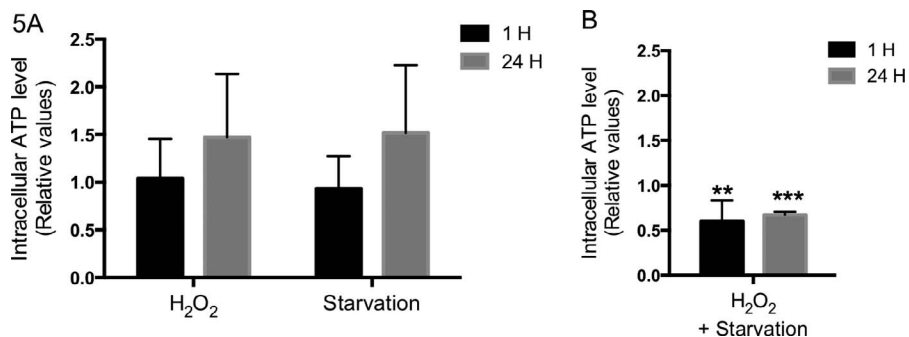 5A
Intracellular ATP level
(Relative values)
2.5
2.0
1.5
1.0
0.5
0.0
1 H
24 H
H₂O₂
Starvation
B
Intracellular ATP level
(Relative values)
2.5
2.0
1.5
1.0
0.5
0.0
1 H
24 H
**
***
H₂O₂
+ Starvation